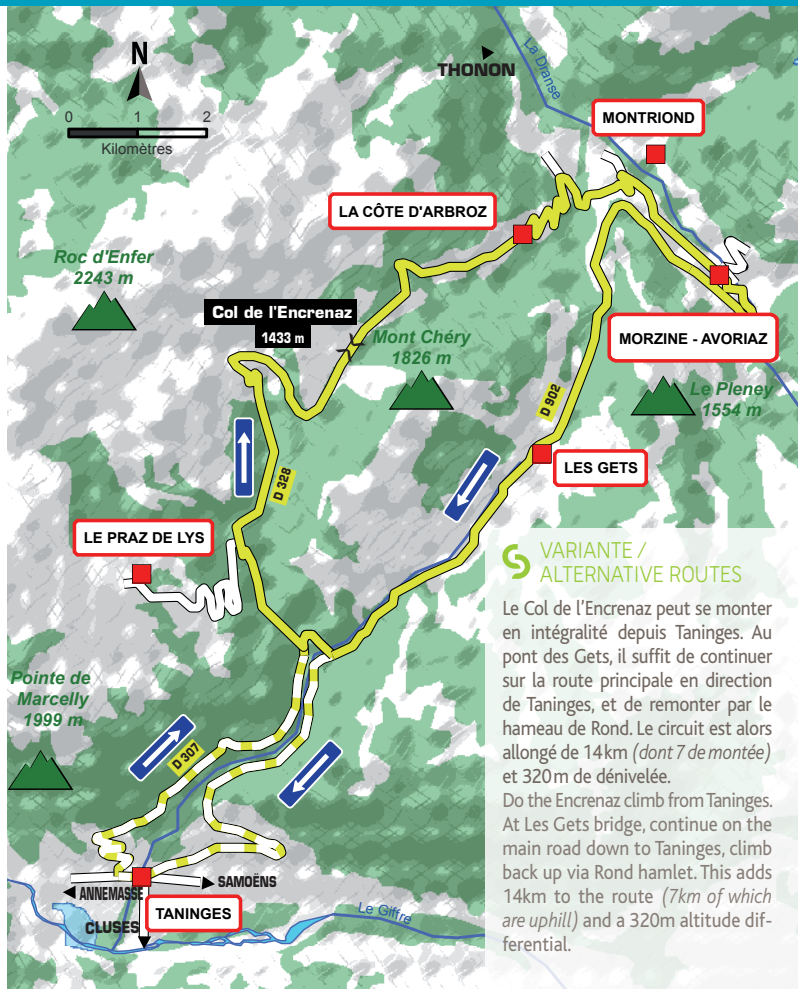 N
0 1 2
Kilomètres
THONON
La Dranse
MONTRIOND
LA CÔTE D'ARBROZ
Roc d'Enfer
2243 m
Col de l'Encrenaz
1433 m
Mont Chéry
1826 m
MORZINE - AVORIAZ
Le Pleney
1554 m
D 902
LES GETS
D 328
LE PRAZ DE LYS
Pointe de
Marcelly
1999 m
D 307
ANNEMASSE
SAMOËNS
TANINGES
CLUSES
Le Giffre
VARIANTE /
ALTERNATIVE ROUTES
Le Col de l'Encrenaz peut se monter
en intégralité depuis Taninges. Au
pont des Gets, il suffit de continuer
sur la route principale en direction
de Taninges, et de remonter par le
hameau de Rond. Le circuit est alors
allongé de 14km (dont 7 de montée)
et 320m de dénivelée.
Do the Encrenaz climb from Taninges.
At Les Gets bridge, continue on the
main road down to Taninges, climb
back up via Rond hamlet. This adds
14km to the route (7km of which
are uphill) and a 320m altitude dif-
ferential.